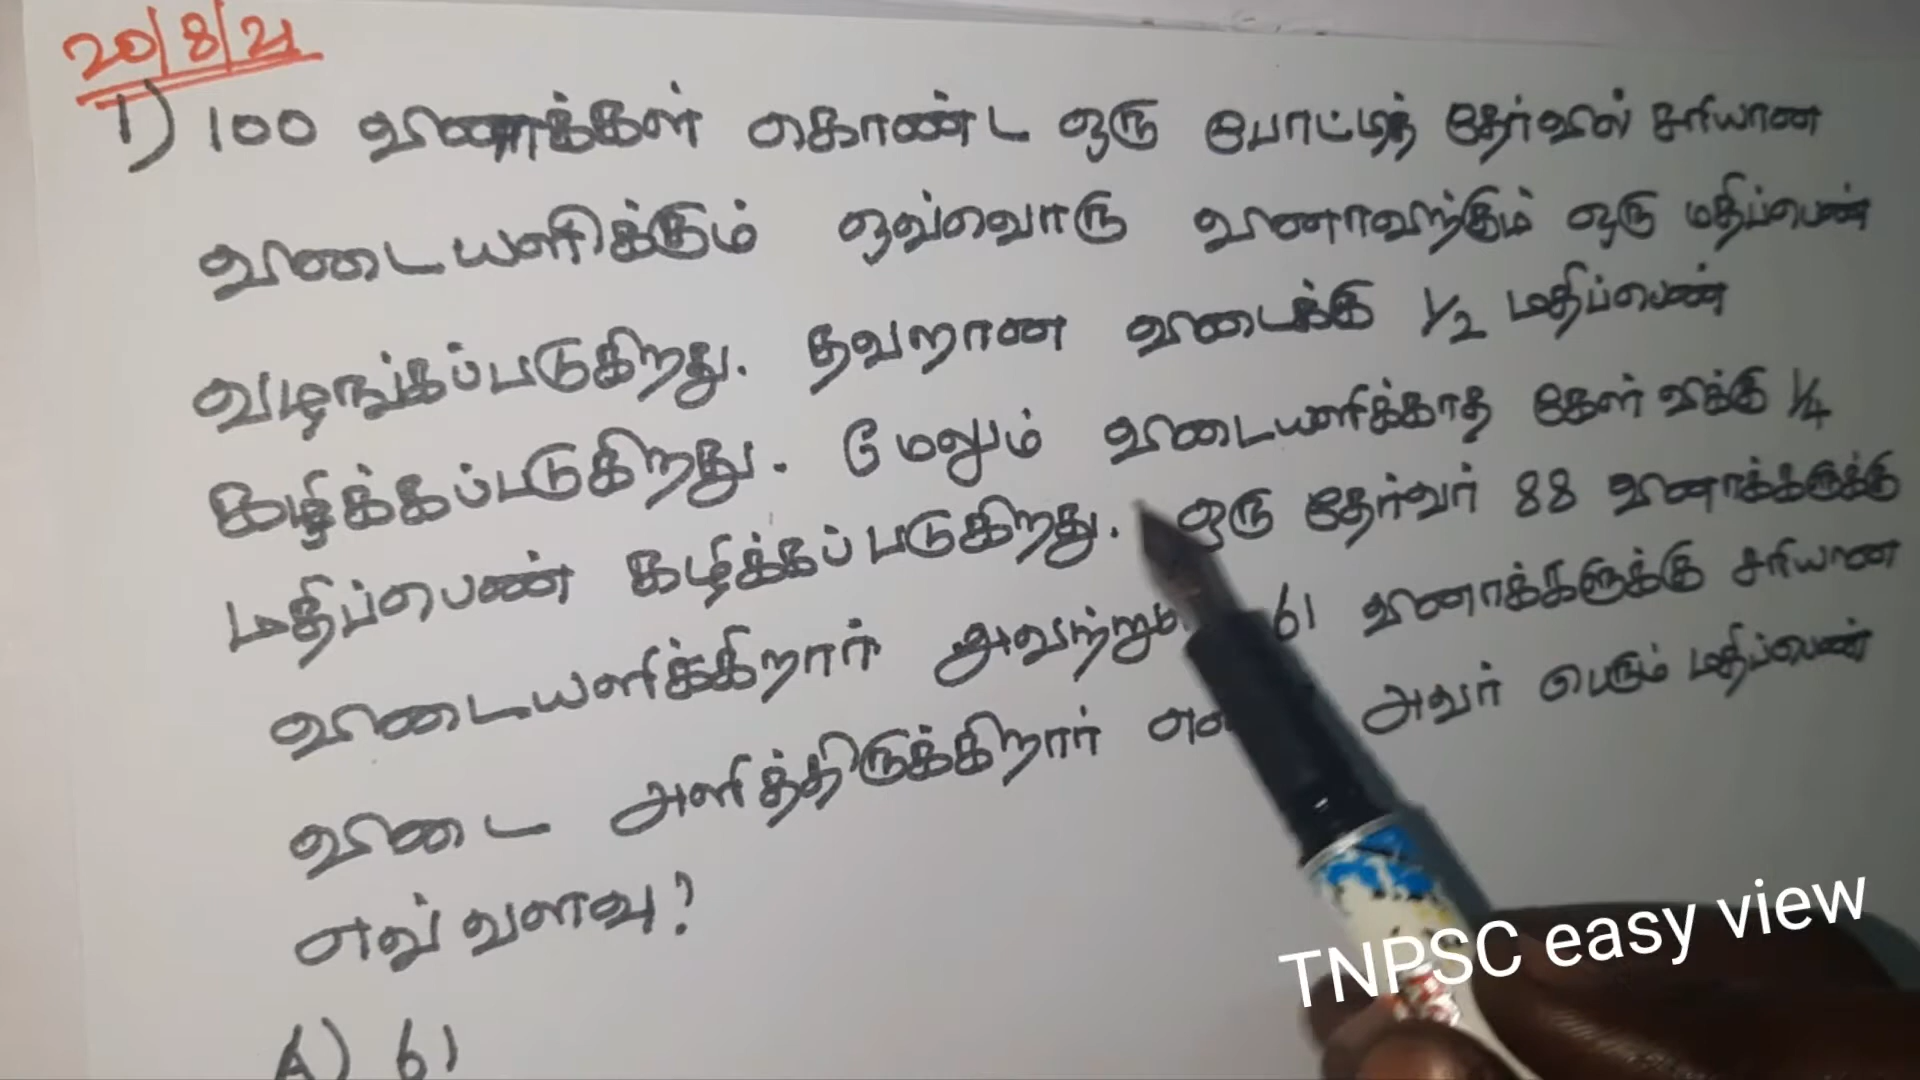 20/8/21
1) 100 வினாக்கள் கொண்ட ஒரு போட்டித் தேர்வில் சரியான
விடையளிக்கும் ஒவ்வொரு வினாவிற்கும் ஒரு மதிப்பெண்
வழங்கப்படுகிறது. தவறான விடைக்கு 1/2 மதிப்பெண்
கழிக்கப்படுகிறது. மேலும் விடையளிக்காத கேள்விக்கு 1/4
மதிப்பெண் கழிக்கப்படுகிறது. ஒரு தேர்வர் 88 வினாக்களுக்கு
விடையளிக்கிறார் 61 வினாக்களுக்கு சரியான
விடை அளித்திருக்கிறார் அவர் பெரும் மதிப்பெண்
எவ்வளவு?
A) 61
TNPSC easy view